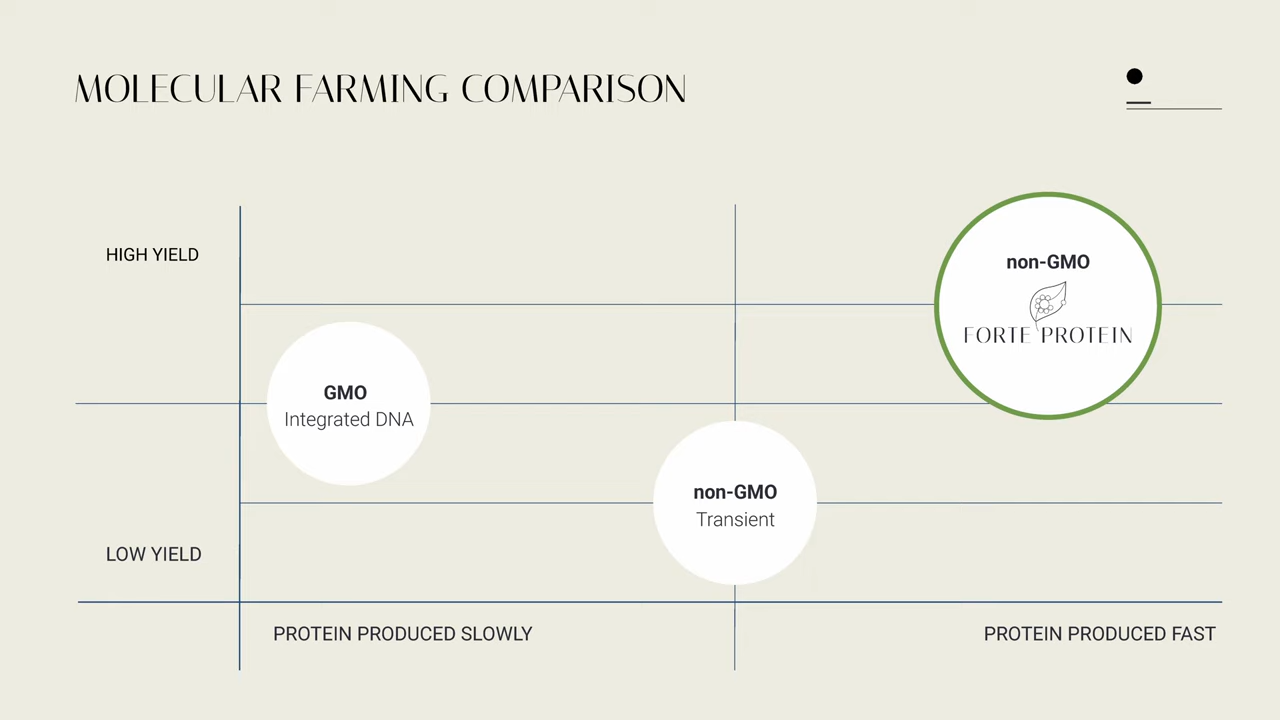 MOLECULAR FARMING COMPARISON
HIGH YIELD
non-GMO
FORTE PROTEIN
GMO
Integrated DNA
non-GMO
Transient
LOW YIELD
PROTEIN PRODUCED SLOWLY
PROTEIN PRODUCED FAST